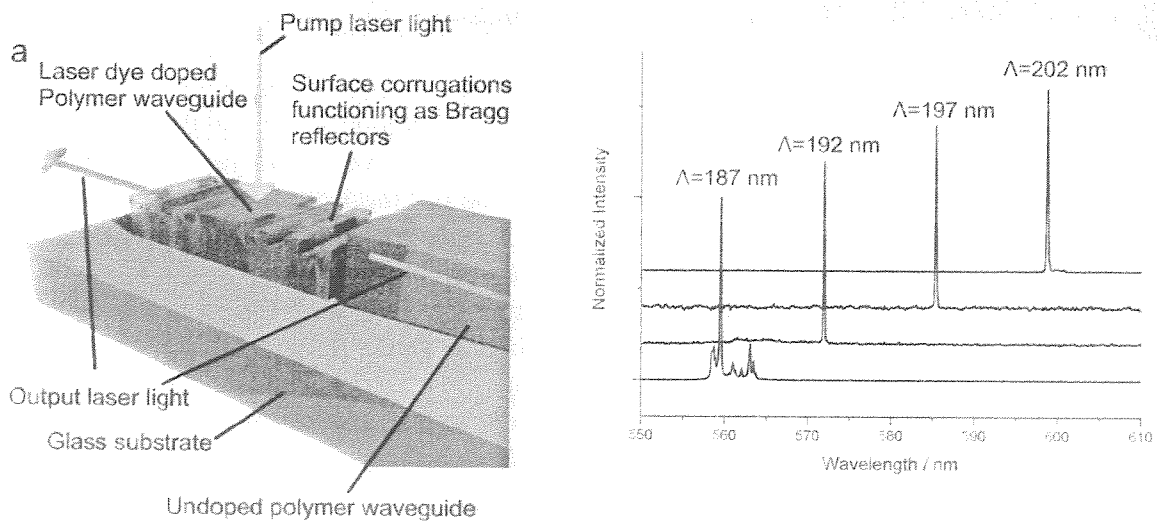 a
Pump laser light
Laser dye doped
Polymer waveguide
Surface corrugations
functioning as Bragg
reflectors
Output laser light
Glass substrate
Undoped polymer waveguide
Λ=202 nm
Λ=197 nm
Λ=192 nm
Λ=187 nm
Normalized Intensity
550 560 570 580 590 600 610
Wavelength / nm